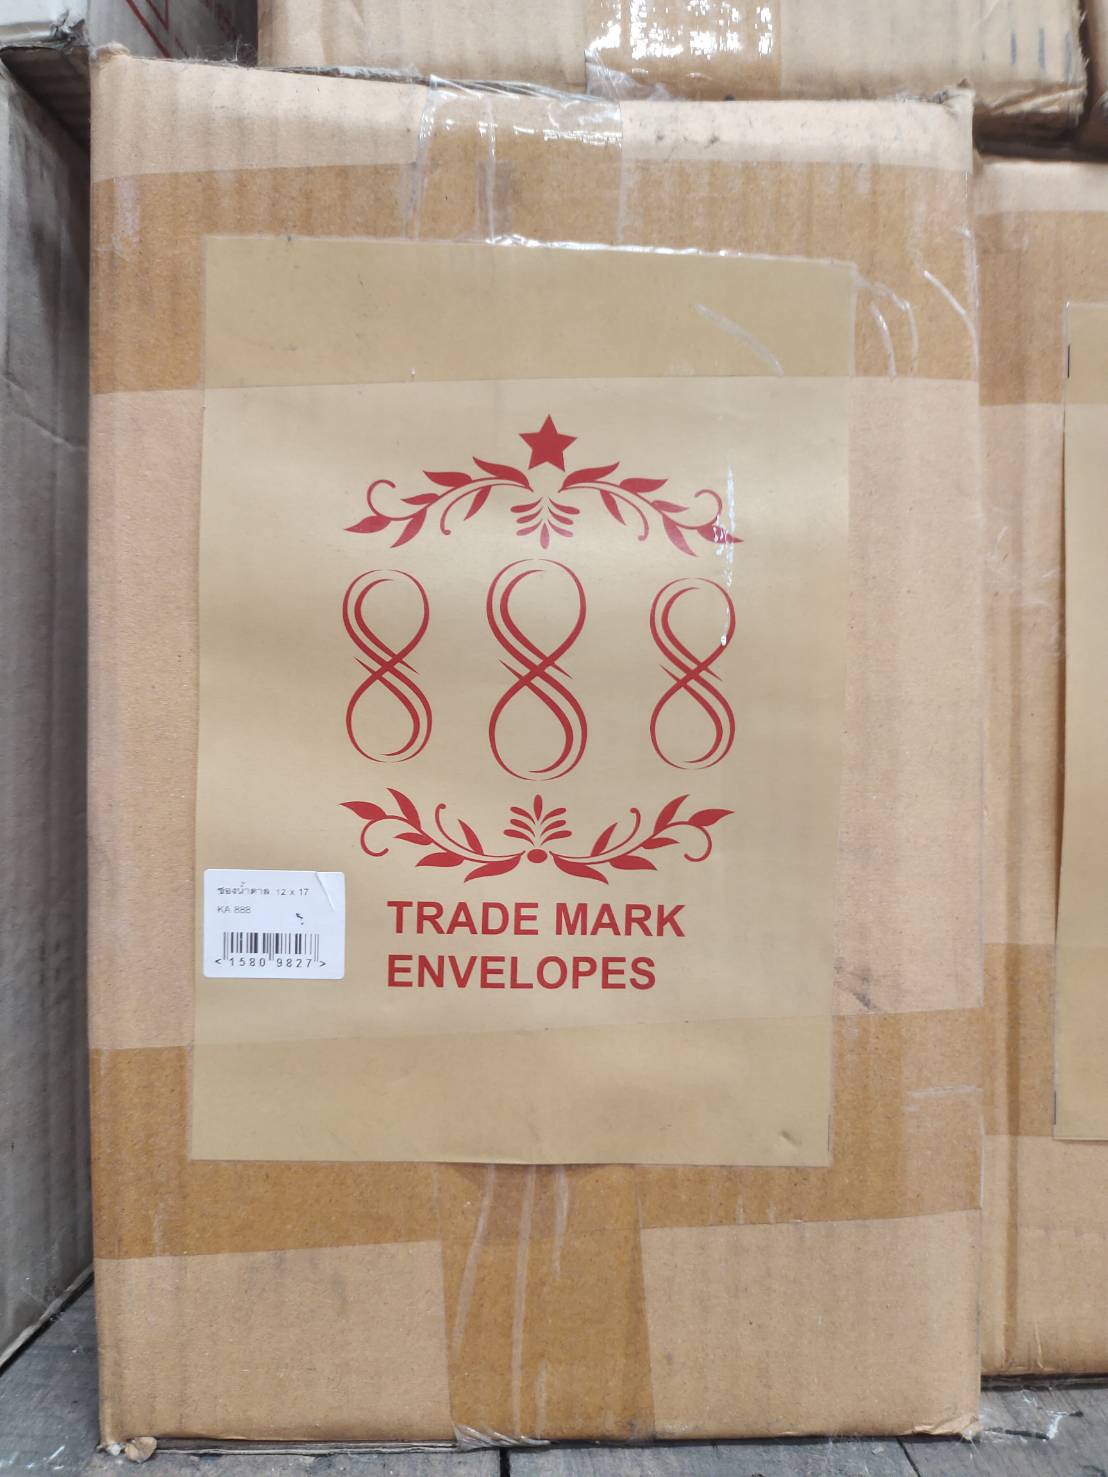 888
ซองน้ำตาล 12 x 17
KA 888
<1580 9827>
TRADE MARK
ENVELOPES